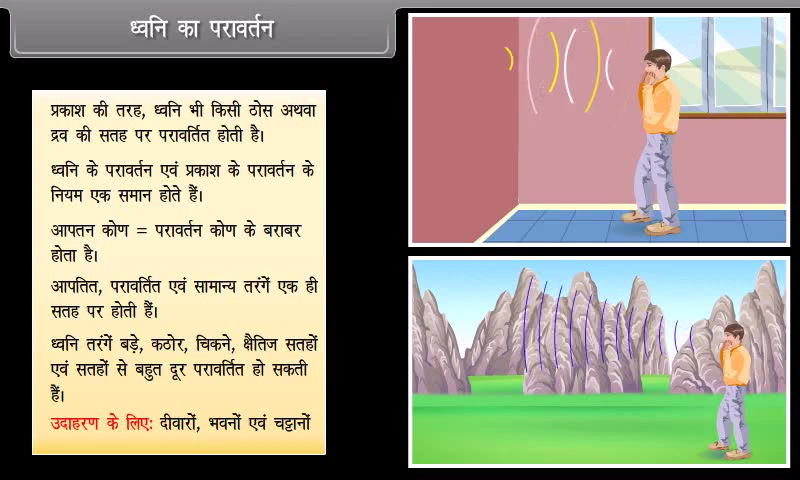 ध्वनि का परावर्तन
प्रकाश की तरह, ध्वनि भी किसी ठोस अथवा
द्रव की सतह पर परावर्तित होती है।
ध्वनि के परावर्तन एवं प्रकाश के परावर्तन के
नियम एक समान होते हैं।
आपतन कोण = परावर्तन कोण के बराबर
होता है।
आपतित, परावर्तित एवं सामान्य तरंगें एक ही
सतह पर होती हैं।
ध्वनि तरंगें बड़े, कठोर, चिकने, क्षैतिज सतहों
एवं सतहों से बहुत दूर परावर्तित हो सकती
हैं।
उदाहरण के लिए: दीवारों, भवनों एवं चट्टानों